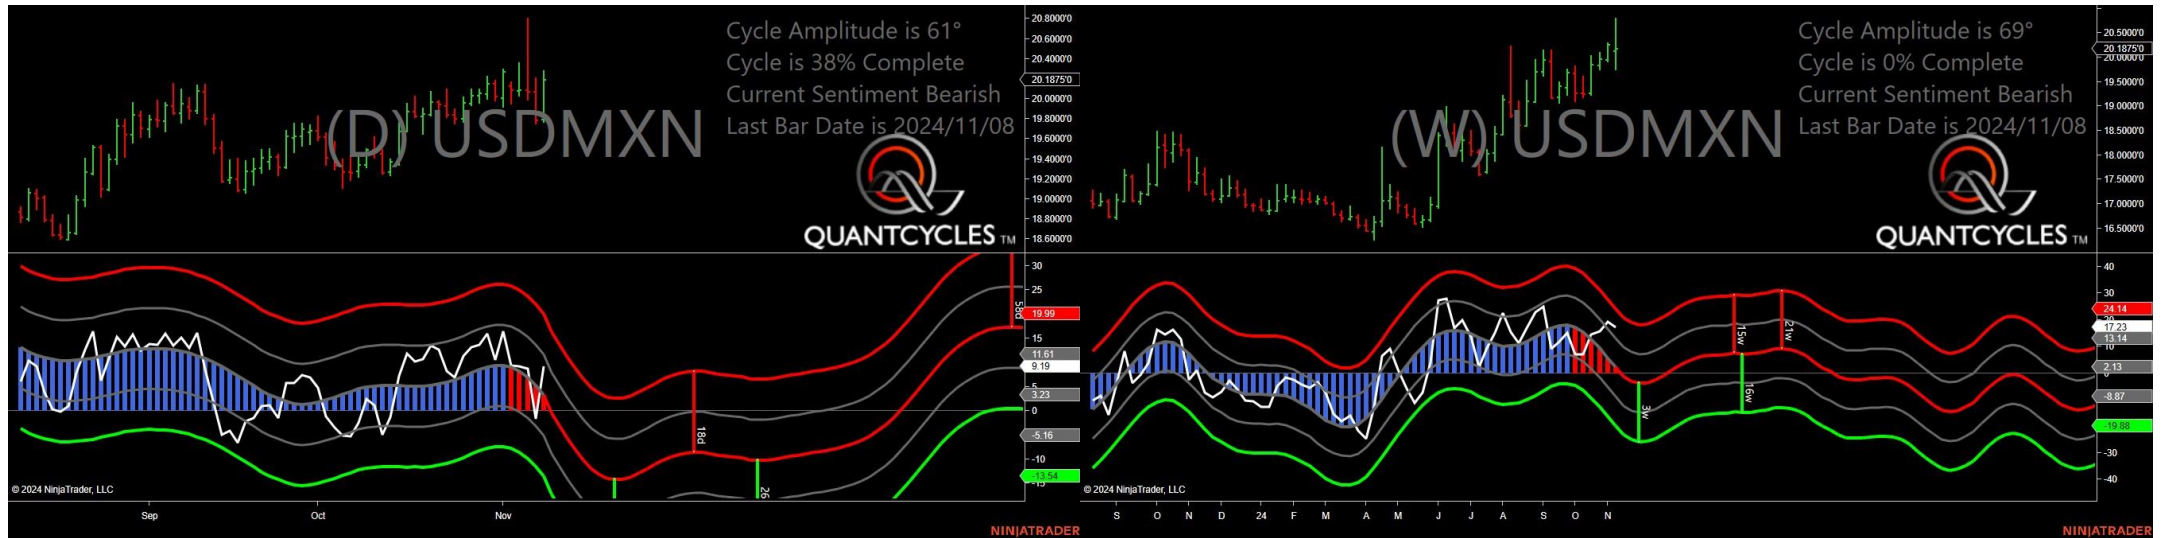 Cycle Amplitude is 61°
Cycle is 38% Complete
Current Sentiment Bearish
Last Bar Date is 2024/11/08
(D) USDMXN
QUANTCYCLES TM
20.8000'0
20.6000'0
20.4000'0
20.1875'0
20.0000'0
19.8000'0
19.6000'0
19.4000'0
19.2000'0
19.0000'0
18.8000'0
18.6000'0
30
25
19.99
15
11.61
9.19
5
3.23
0
-5.16
-10
-13.54
-15
58d
18d
26
© 2024 NinjaTrader, LLC
Sep
Oct
Nov
NINJATRADER
Cycle Amplitude is 69°
Cycle is 0% Complete
Current Sentiment Bearish
Last Bar Date is 2024/11/08
(W) USDMXN
QUANTCYCLES TM
20.5000'0
20.1875'0
20.0000'0
19.5000'0
19.0000'0
18.5000'0
18.0000'0
17.5000'0
17.0000'0
16.5000'0
40
30
24.14
20
17.23
13.14
10
2.13
0
-8.87
-19.88
-30
-40
15w
21w
16w
3w
© 2024 NinjaTrader, LLC
S
O
N
D
24
F
M
A
M
J
J
A
S
O
N
NINJATRADER